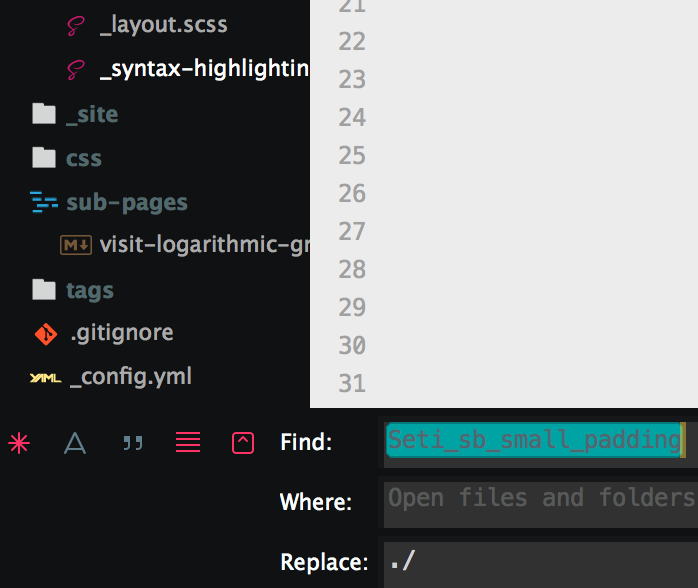 _layout.scss
_syntax-highlightin
_site
css
sub-pages
M visit-logarithmic-gr
tags
.gitignore
YAML _config.yml
21
22
23
24
25
26
27
28
29
30
31
Find: Seti_sb_small_padding
Where: Open files and folders
Replace: ./